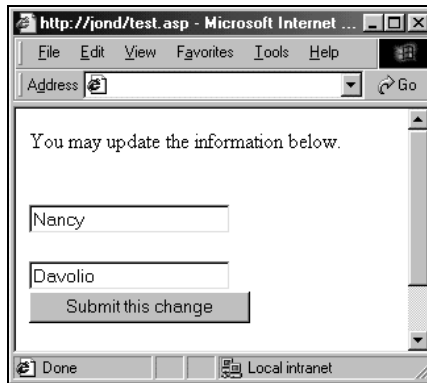 http://jond/test.asp - Microsoft Internet ...
File Edit View Favorites Tools Help
Address Go
You may update the information below.
Nancy
Davolio
Submit this change
Done Local intranet